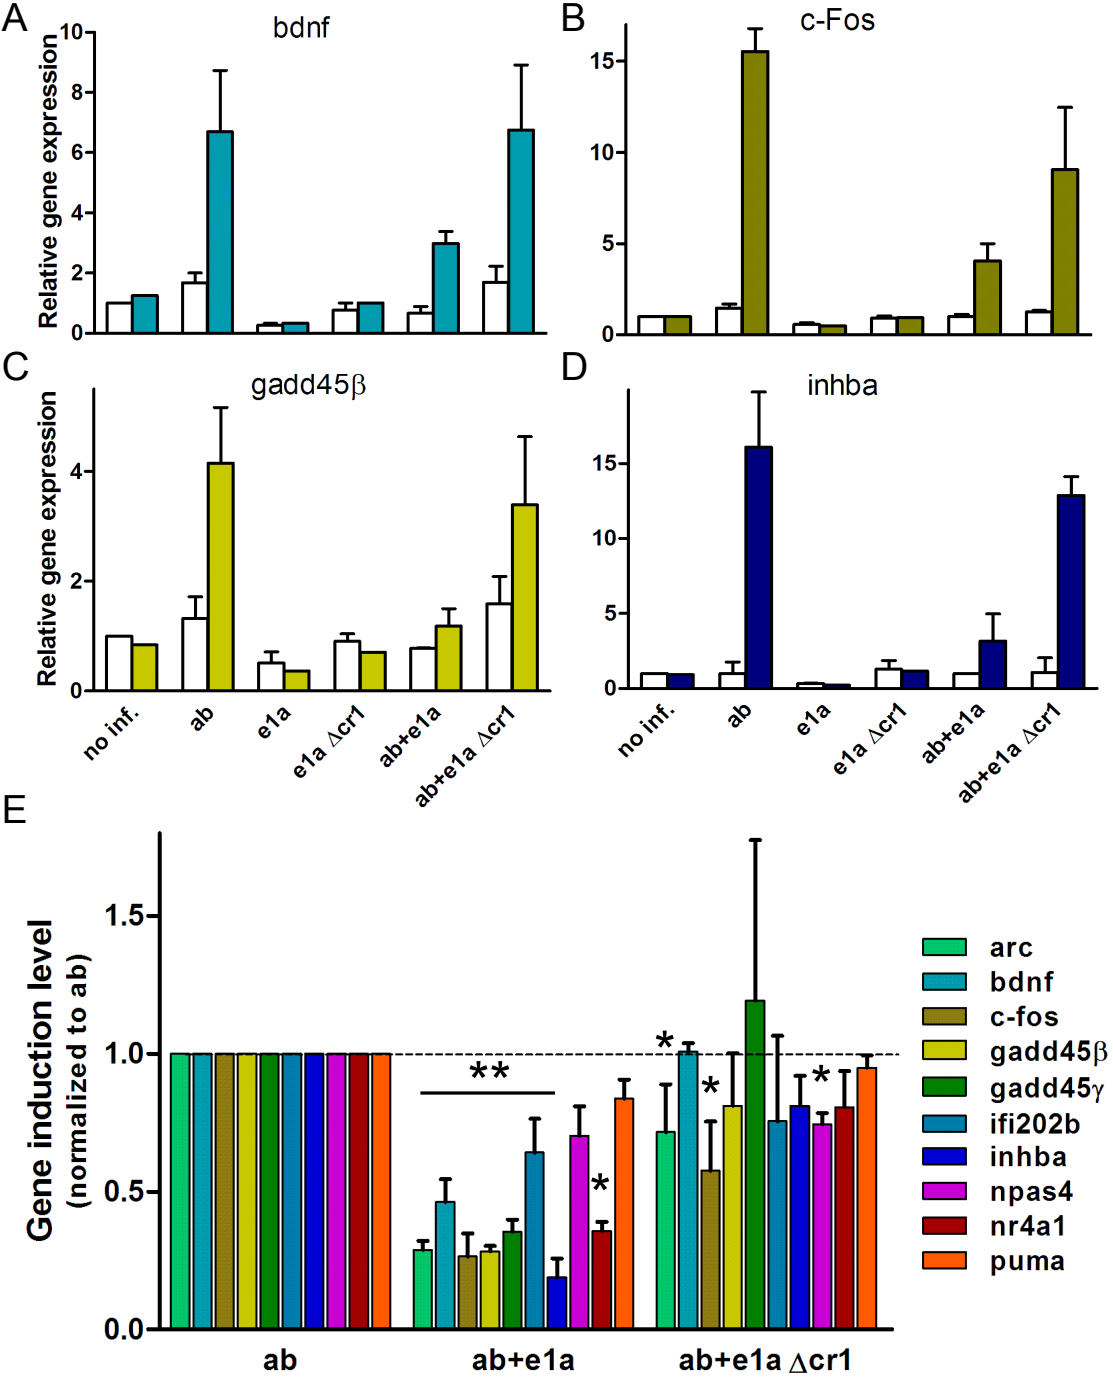 A
bdnf
Relative gene expression
10
8
6
4
2
0
B
c-Fos
15
10
5
0
C
gadd45β
Relative gene expression
4
2
0
no inf.
ab
e1a
e1a Δcr1
ab+e1a
ab+e1a Δcr1
D
inhba
15
10
5
0
no inf.
ab
e1a
e1a Δcr1
ab+e1a
ab+e1a Δcr1
E
Gene induction level
(normalized to ab)
1.5
1.0
0.5
0.0
**
*
*
*
*
ab
ab+e1a
ab+e1a Δcr1
arc
bdnf
c-fos
gadd45β
gadd45γ
ifi202b
inhba
npas4
nr4a1
puma